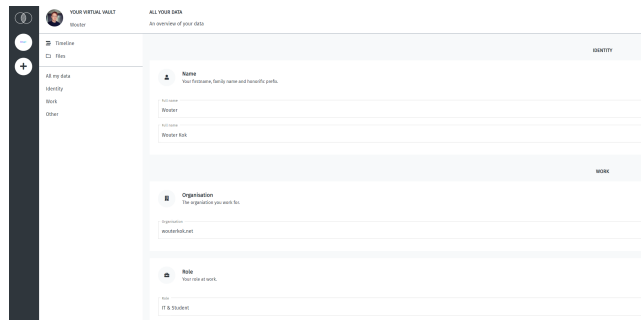 YOUR VIRTUAL VAULT
Wouter
Timeline
Files
All my data
Identity
Work
Other
ALL YOUR DATA
An overview of your data
IDENTITY
Name
Your firstname, family name and honorific prefix.
Full name
Wouter
Full name
Wouter Kok
WORK
Organisation
The organistion you work for.
Organisation
wouterkok.net
Role
Your role at work.
Role
IT & Student